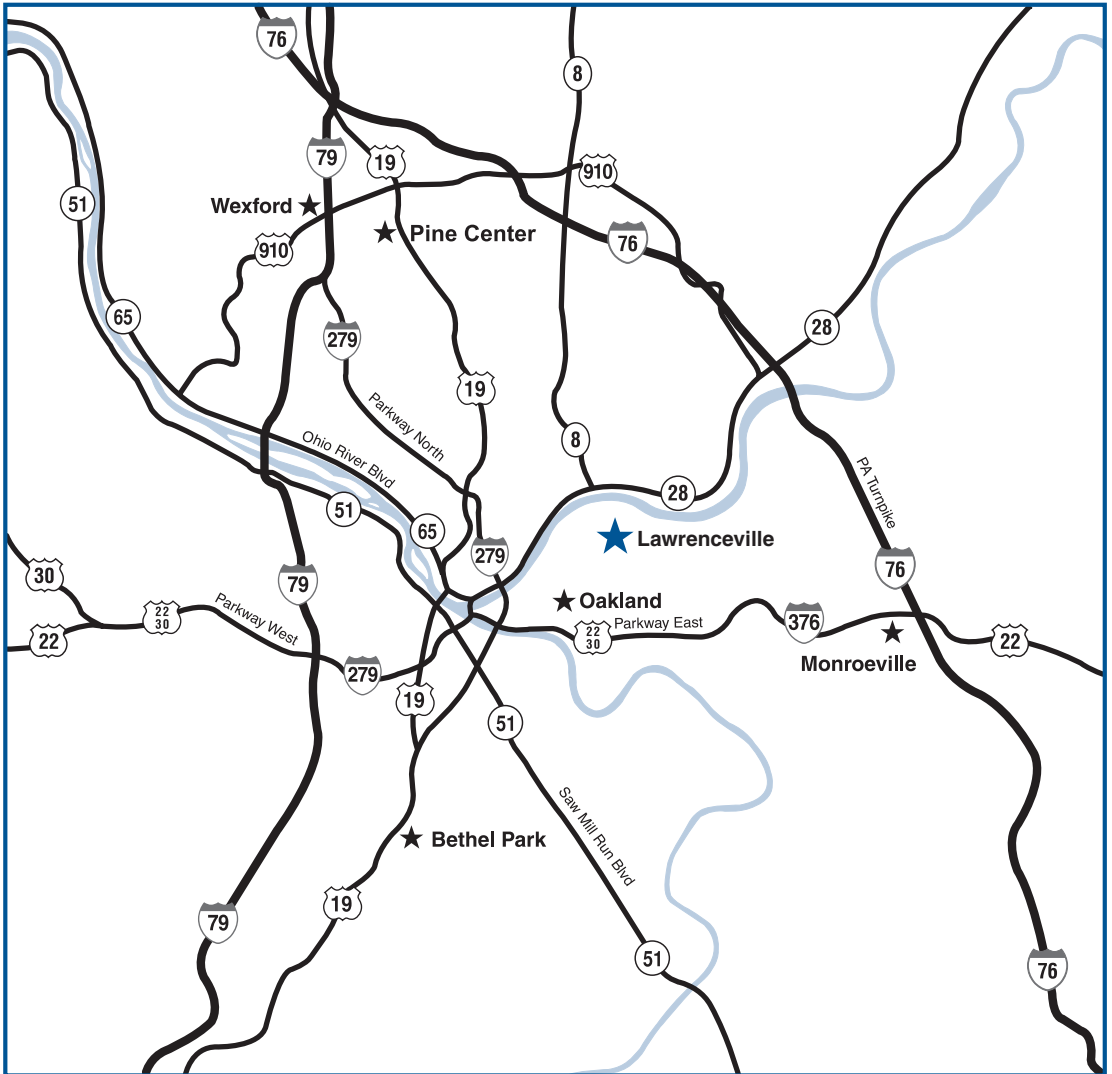 76
8
79
19
910
51
Wexford
Pine Center
910
76
65
279
28
19
Parkway North
8
Ohio River Blvd
PA Turnpike
51
28
65
Lawrenceville
279
76
30
79
Oakland
22
30
Parkway West
22
30
Parkway East
376
22
22
Monroeville
279
19
51
Saw Mill Run Blvd
Bethel Park
19
79
51
76